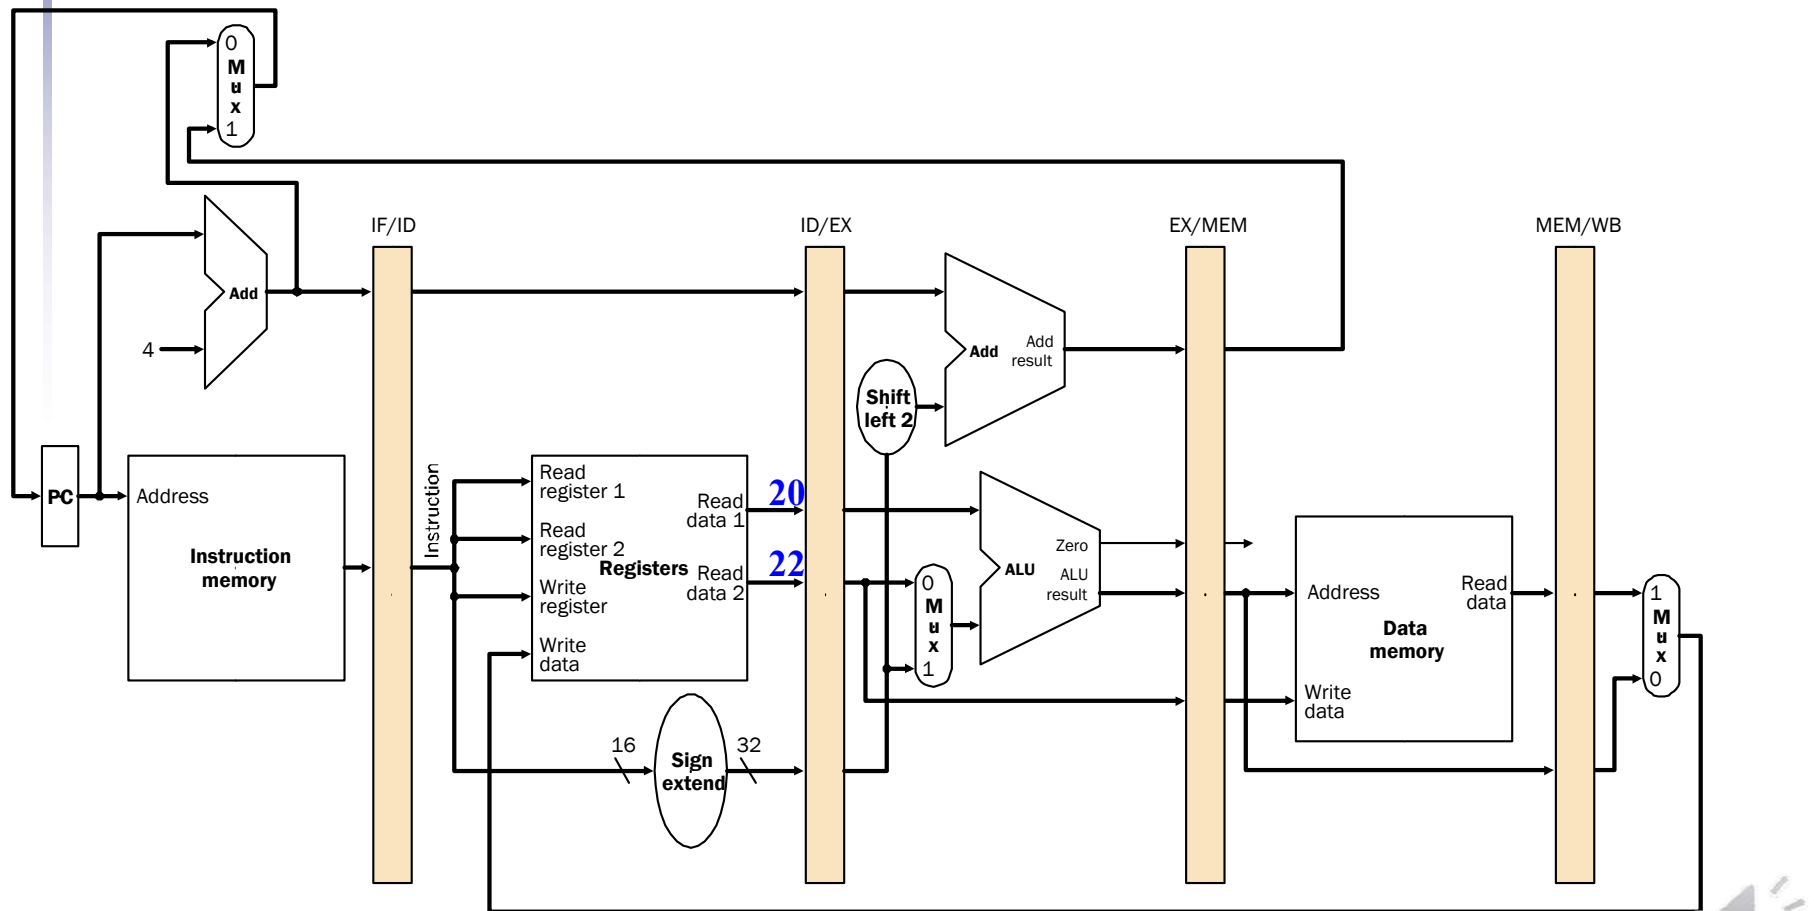 0
M
u
x
1
IF/ID
ID/EX
EX/MEM
MEM/WB
Add
4
Add
Add
result
Shift
left 2
PC
Address
Instruction
memory
Instruction
Read
register 1
Read
register 2
Write
register
Write
data
Registers
Read
data 1
Read
data 2
20
22
0
M
u
x
1
Zero
ALU
ALU
result
Address
Read
data
Data
memory
Write
data
1
M
u
x
0
16
Sign
extend
32